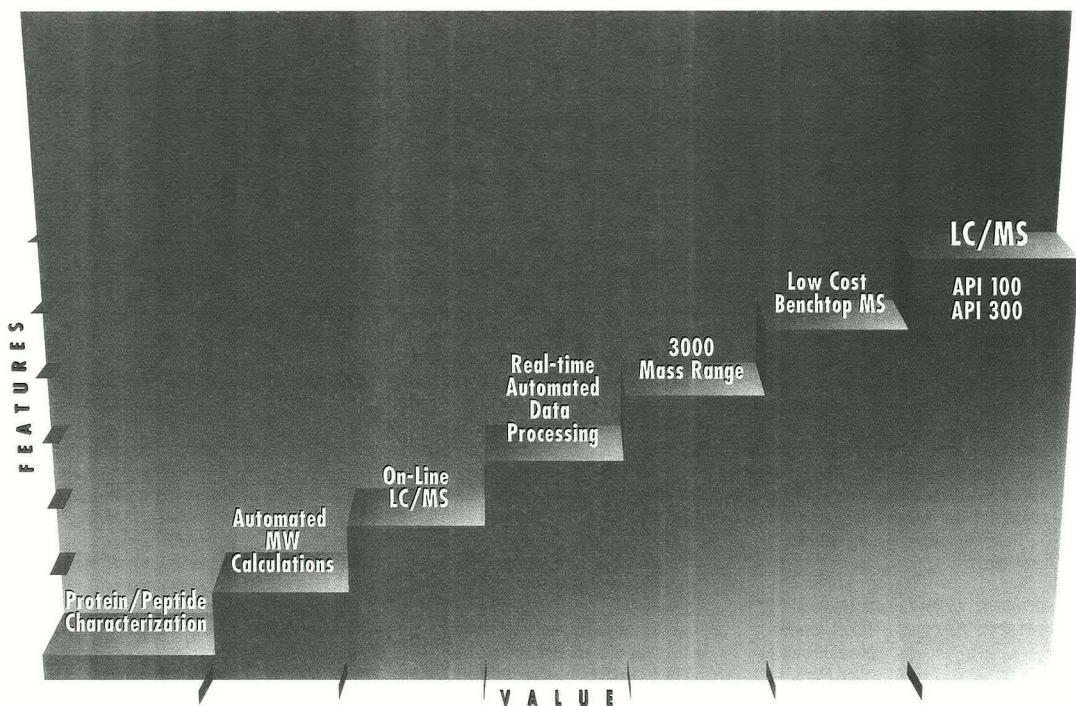 LC/MS
API 100
API 300
Low Cost
Benchtop MS
3000
Mass Range
Real-time
Automated
Data
Processing
On-Line
LC/MS
Automated
MW
Calculations
Protein/Peptide
Characterization
FEATURES
VALUE